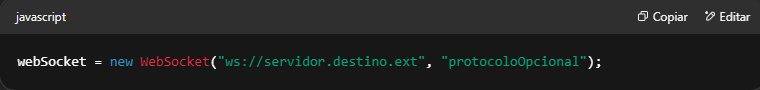 javascript Copiar Editar
webSocket = new WebSocket("ws://servidor.destino.ext", "protocoloOpcional");